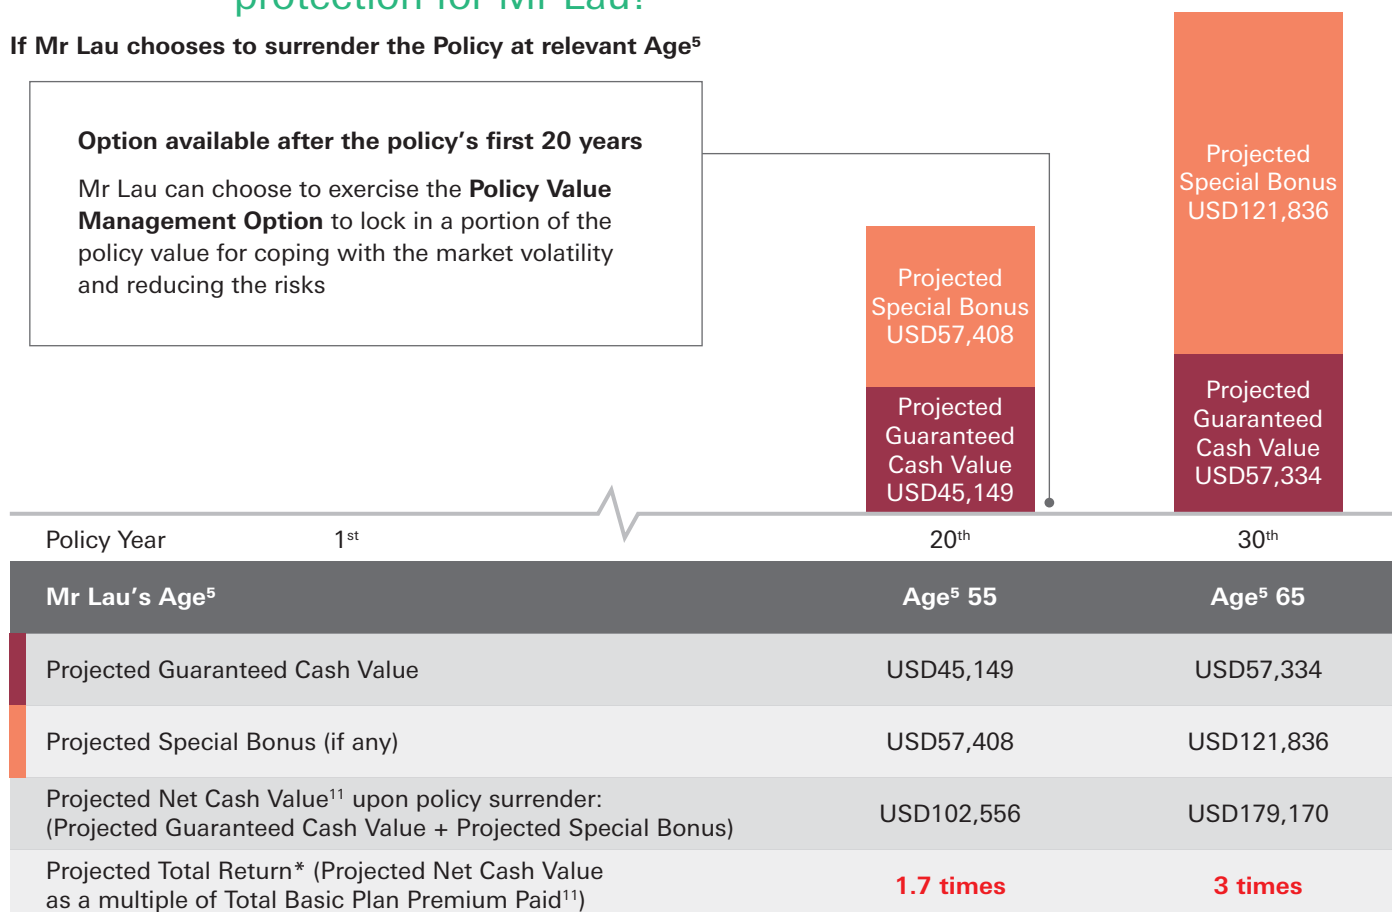 protection for Mr Lau?
If Mr Lau chooses to surrender the Policy at relevant Age⁵
Option available after the policy's first 20 years
Mr Lau can choose to exercise the Policy Value
Management Option to lock in a portion of the
policy value for coping with the market volatility
and reducing the risks
Projected
Special Bonus
USD57,408
Projected
Guaranteed
Cash Value
USD45,149
Projected
Special Bonus
USD121,836
Projected
Guaranteed
Cash Value
USD57,334
Policy Year 1st 20th 30th
Mr Lau's Age⁵ Age⁵ 55 Age⁵ 65
Projected Guaranteed Cash Value USD45,149 USD57,334
Projected Special Bonus (if any) USD57,408 USD121,836
Projected Net Cash Value¹¹ upon policy surrender:
(Projected Guaranteed Cash Value + Projected Special Bonus) USD102,556 USD179,170
Projected Total Return* (Projected Net Cash Value
as a multiple of Total Basic Plan Premium Paid¹¹) 1.7 times 3 times